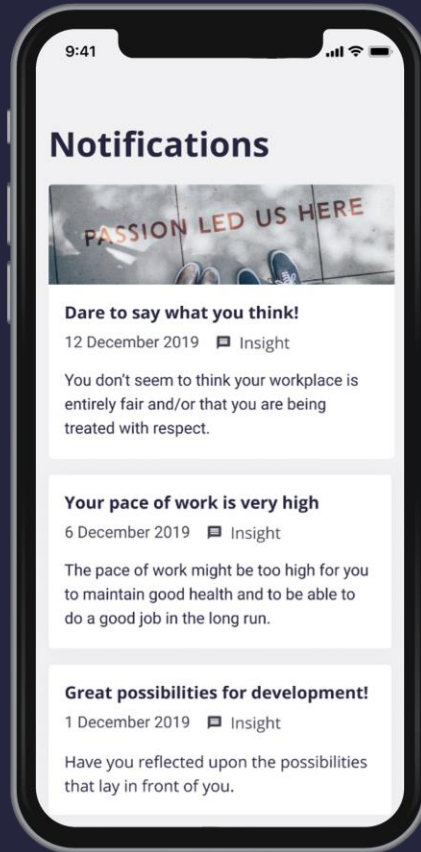 9:41
Notifications
PASSION LED US HERE
Dare to say what you think!
12 December 2019 Insight
You don't seem to think your workplace is
entirely fair and/or that you are being
treated with respect.
Your pace of work is very high
6 December 2019 Insight
The pace of work might be too high for you
to maintain good health and to be able to
do a good job in the long run.
Great possibilities for development!
1 December 2019 Insight
Have you reflected upon the possibilities
that lay in front of you.